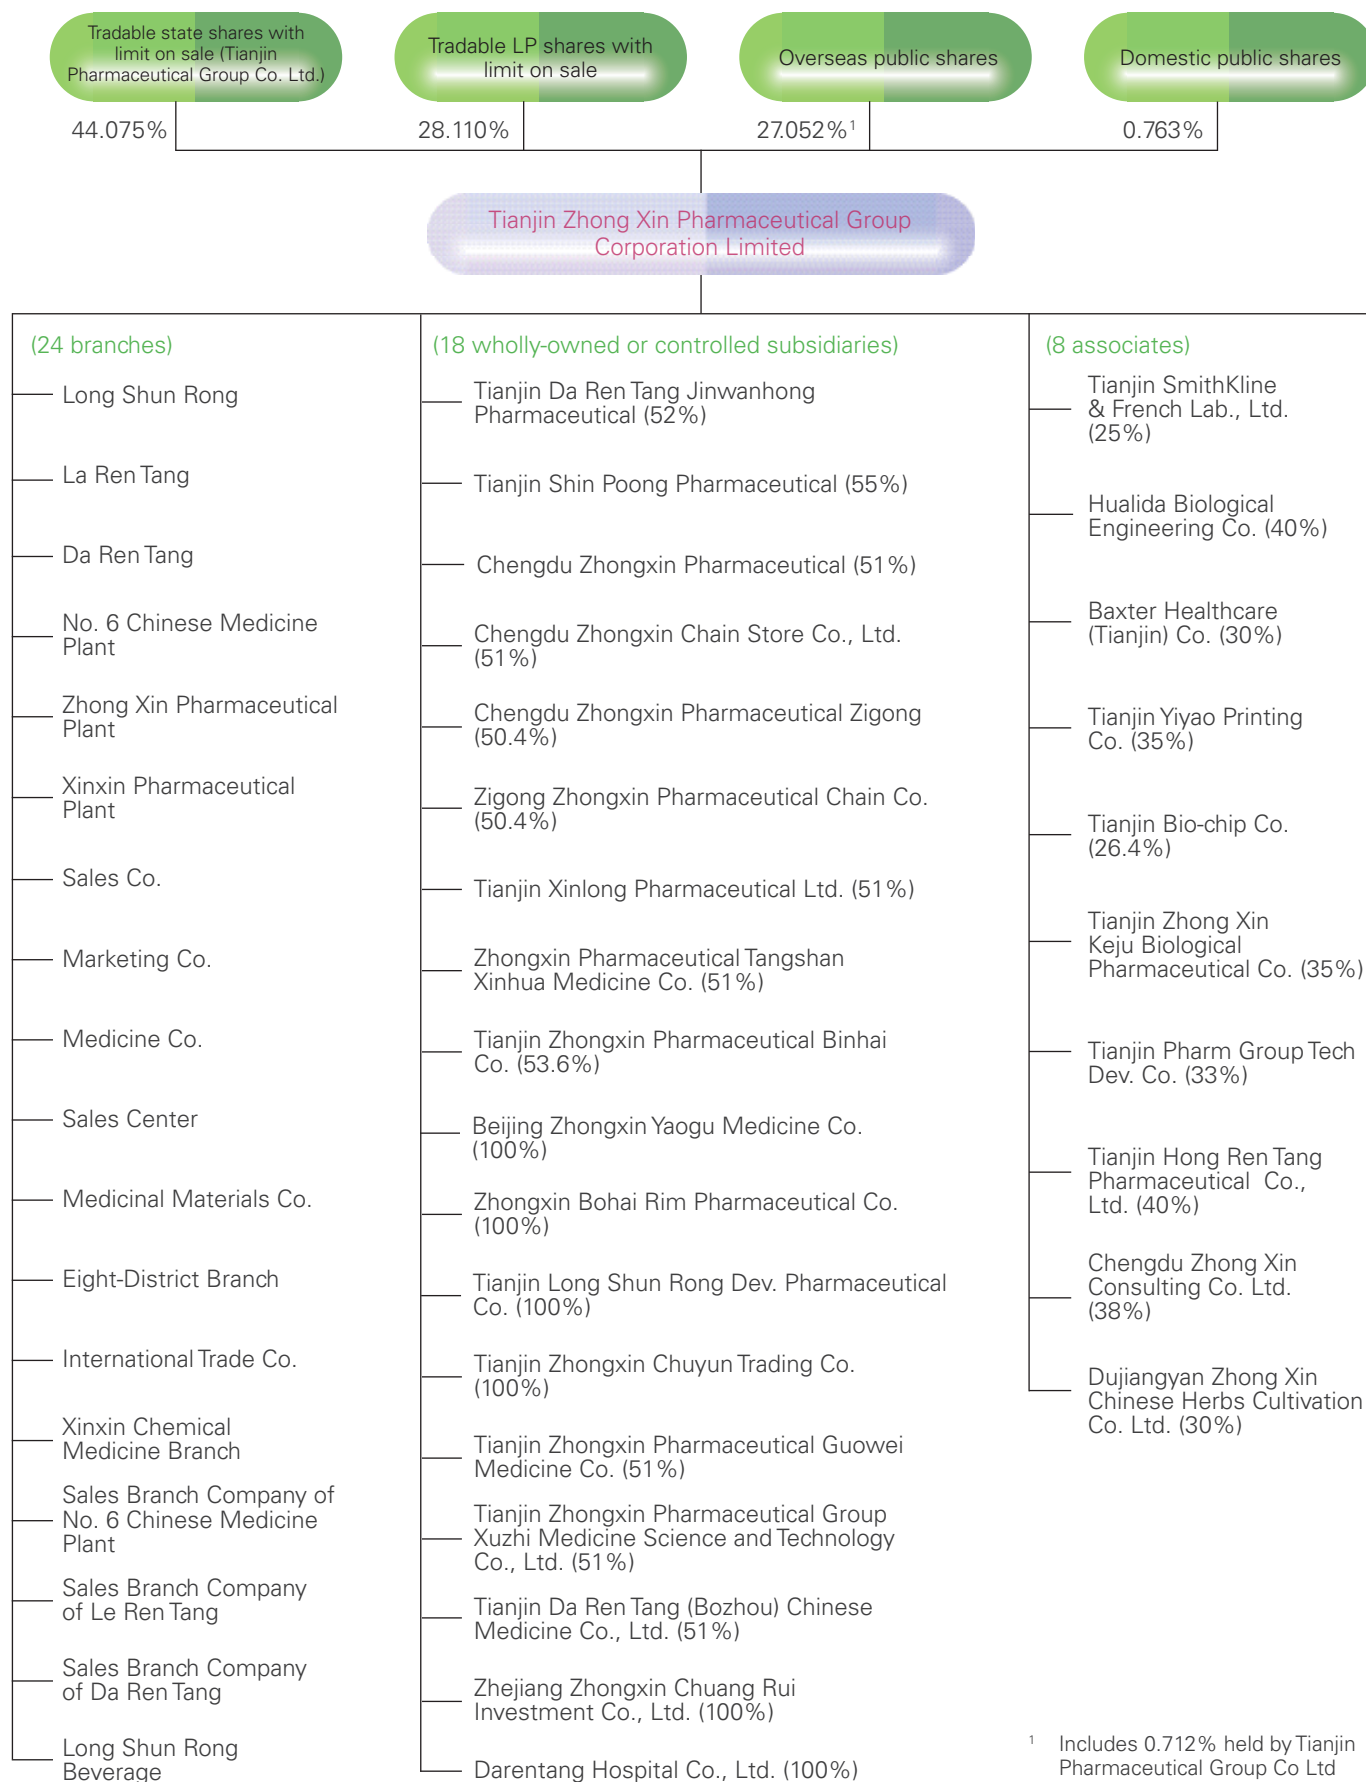 Tradable state shares with
limit on sale (Tianjin
Pharmaceutical Group Co. Ltd.)
Tradable LP shares with
limit on sale
Overseas public shares
Domestic public shares
44.075%
28.110%
27.052%¹
0.763%
Tianjin Zhong Xin Pharmaceutical Group
Corporation Limited
(24 branches)
Long Shun Rong
La Ren Tang
Da Ren Tang
No. 6 Chinese Medicine
Plant
Zhong Xin Pharmaceutical
Plant
Xinxin Pharmaceutical
Plant
Sales Co.
Marketing Co.
Medicine Co.
Sales Center
Medicinal Materials Co.
Eight-District Branch
International Trade Co.
Xinxin Chemical
Medicine Branch
Sales Branch Company of
No. 6 Chinese Medicine
Plant
Sales Branch Company
of Le Ren Tang
Sales Branch Company
of Da Ren Tang
Long Shun Rong
Beverage
(18 wholly-owned or controlled subsidiaries)
Tianjin Da Ren Tang Jinwanhong
Pharmaceutical (52%)
Tianjin Shin Poong Pharmaceutical (55%)
Chengdu Zhongxin Pharmaceutical (51%)
Chengdu Zhongxin Chain Store Co., Ltd.
(51%)
Chengdu Zhongxin Pharmaceutical Zigong
(50.4%)
Zigong Zhongxin Pharmaceutical Chain Co.
(50.4%)
Tianjin Xinlong Pharmaceutical Ltd. (51%)
Zhongxin Pharmaceutical Tangshan
Xinhua Medicine Co. (51%)
Tianjin Zhongxin Pharmaceutical Binhai
Co. (53.6%)
Beijing Zhongxin Yaogu Medicine Co.
(100%)
Zhongxin Bohai Rim Pharmaceutical Co.
(100%)
Tianjin Long Shun Rong Dev. Pharmaceutical
Co. (100%)
Tianjin Zhongxin Chuyun Trading Co.
(100%)
Tianjin Zhongxin Pharmaceutical Guowei
Medicine Co. (51%)
Tianjin Zhongxin Pharmaceutical Group
Xuzhi Medicine Science and Technology
Co., Ltd. (51%)
Tianjin Da Ren Tang (Bozhou) Chinese
Medicine Co., Ltd. (51%)
Zhejiang Zhongxin Chuang Rui
Investment Co., Ltd. (100%)
Darentang Hospital Co., Ltd. (100%)
(8 associates)
Tianjin SmithKline
& French Lab., Ltd.
(25%)
Hualida Biological
Engineering Co. (40%)
Baxter Healthcare
(Tianjin) Co. (30%)
Tianjin Yiyao Printing
Co. (35%)
Tianjin Bio-chip Co.
(26.4%)
Tianjin Zhong Xin
Keju Biological
Pharmaceutical Co. (35%)
Tianjin Pharm Group Tech
Dev. Co. (33%)
Tianjin Hong Ren Tang
Pharmaceutical Co.,
Ltd. (40%)
Chengdu Zhong Xin
Consulting Co. Ltd.
(38%)
Dujiangyan Zhong Xin
Chinese Herbs Cultivation
Co. Ltd. (30%)
¹ Includes 0.712% held by Tianjin
Pharmaceutical Group Co Ltd